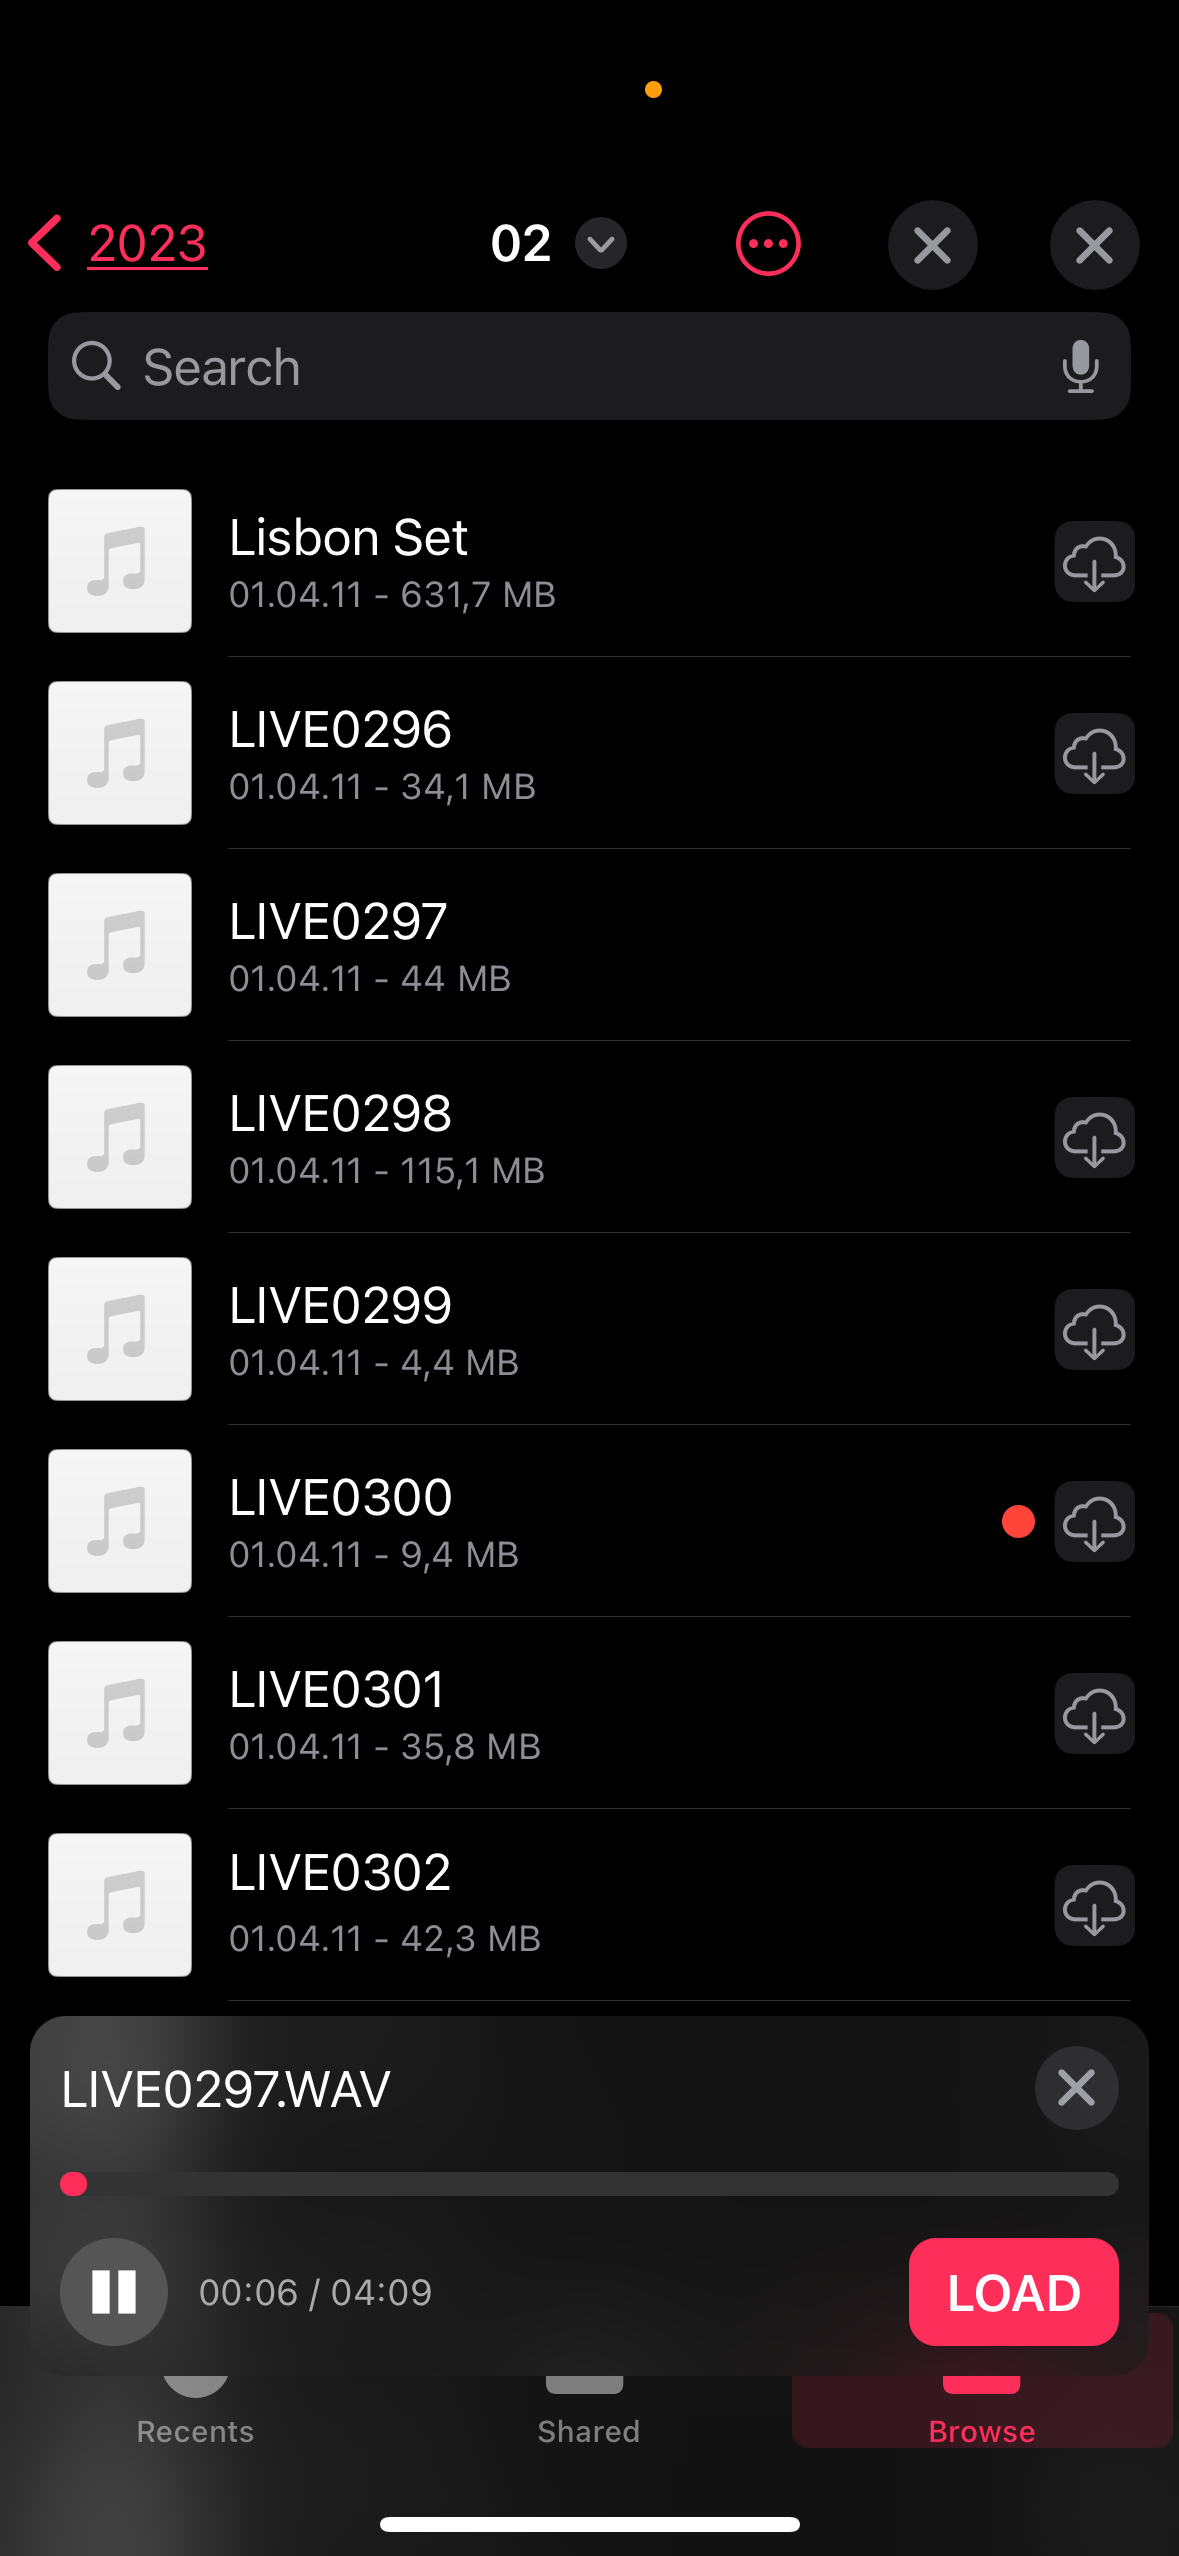 2023
02
Search
Lisbon Set
01.04.11 - 631,7 MB
LIVE0296
01.04.11 - 34,1 MB
LIVE0297
01.04.11 - 44 MB
LIVE0298
01.04.11 - 115,1 MB
LIVE0299
01.04.11 - 4,4 MB
LIVE0300
01.04.11 - 9,4 MB
LIVE0301
01.04.11 - 35,8 MB
LIVE0302
01.04.11 - 42,3 MB
LIVE0297.WAV
00:06 / 04:09
LOAD
Recents
Shared
Browse